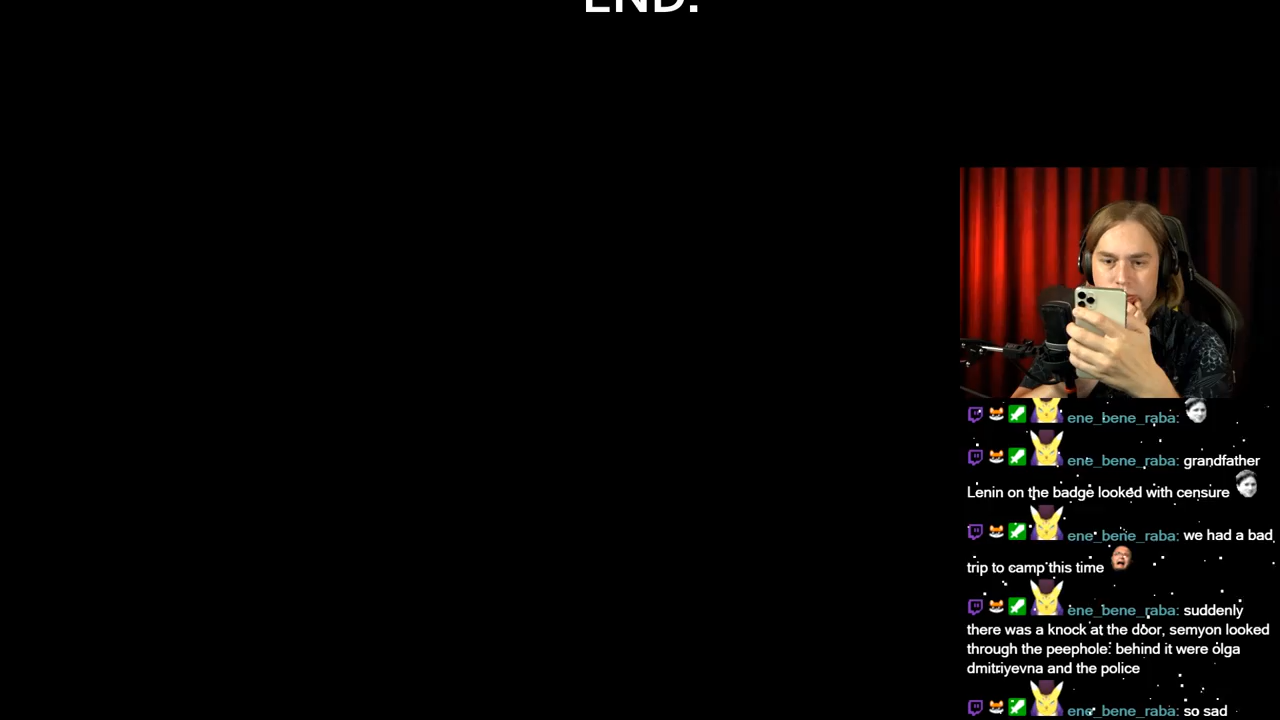 END.
ene_bene_raba:
ene_bene_raba: grandfather
Lenin on the badge looked with censure
ene_bene_raba: we had a bad
trip to camp this time
ene_bene_raba: suddenly
there was a knock at the door, semyon looked
through the peephole: behind it were olga
dmitriyevna and the police
ene_bene_raba: so sad